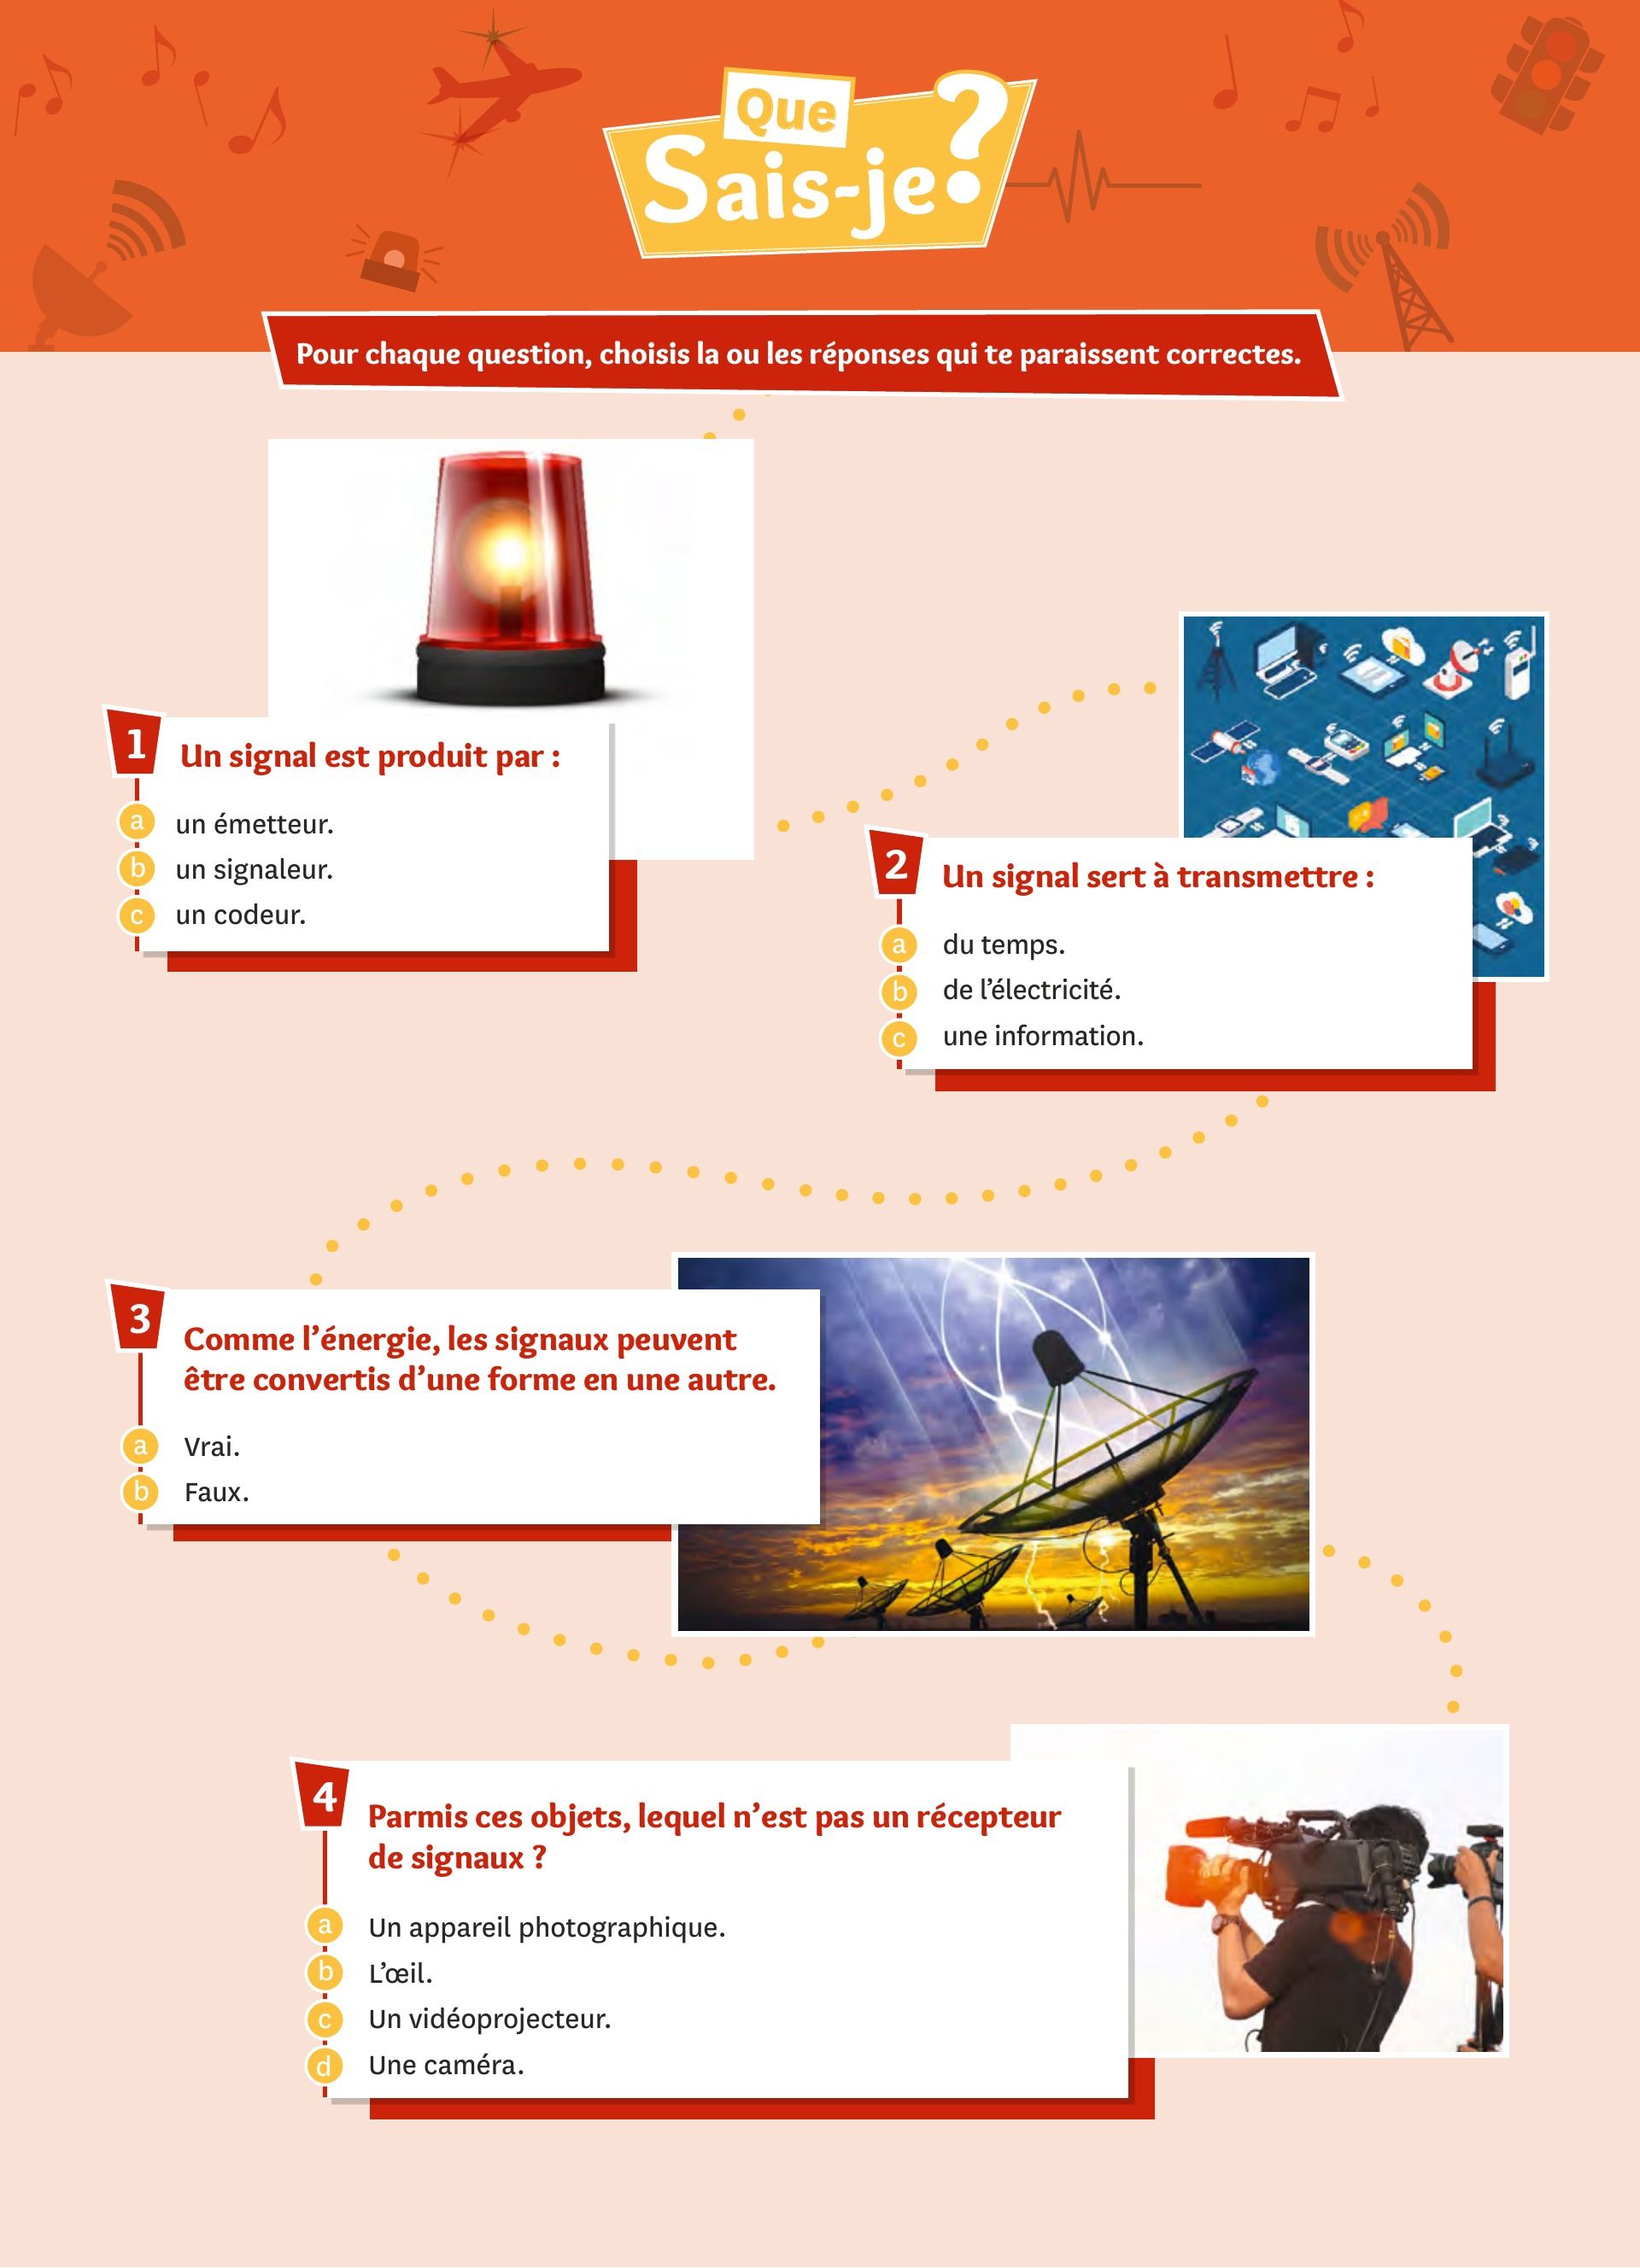 Que
Sais-je ?
Pour chaque question, choisis la ou les réponses qui te paraissent correctes.
1 Un signal est produit par :
a un émetteur.
b un signaleur.
c un codeur.
2 Un signal sert à transmettre :
a du temps.
b de l'électricité.
c une information.
3 Comme l'énergie, les signaux peuvent
être convertis d'une forme en une autre.
a Vrai.
b Faux.
4 Parmis ces objets, lequel n'est pas un récepteur
de signaux ?
a Un appareil photographique.
b L'œil.
c Un vidéoprojecteur.
d Une caméra.